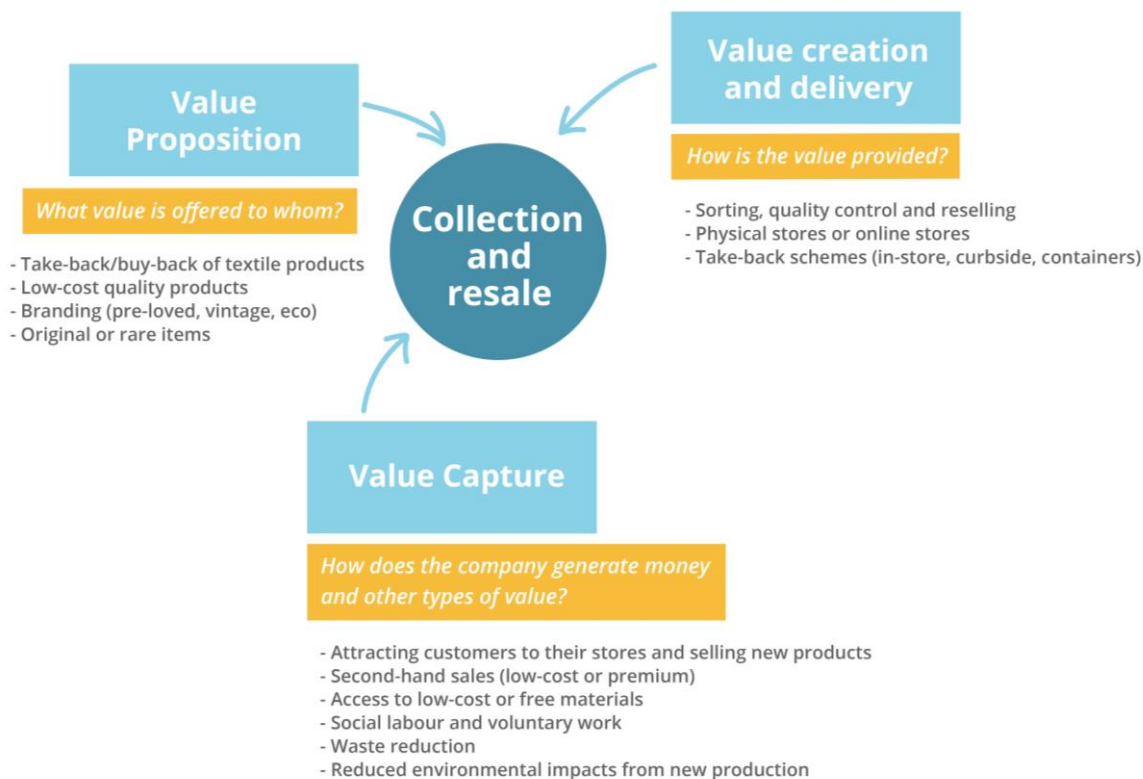 Value
Proposition
What value is offered to whom?
- Take-back/buy-back of textile products
- Low-cost quality products
- Branding (pre-loved, vintage, eco)
- Original or rare items
Value creation
and delivery
How is the value provided?
- Sorting, quality control and reselling
- Physical stores or online stores
- Take-back schemes (in-store, curbside, containers)
Collection
and
resale
Value Capture
How does the company generate money
and other types of value?
- Attracting customers to their stores and selling new products
- Second-hand sales (low-cost or premium)
- Access to low-cost or free materials
- Social labour and voluntary work
- Waste reduction
- Reduced environmental impacts from new production